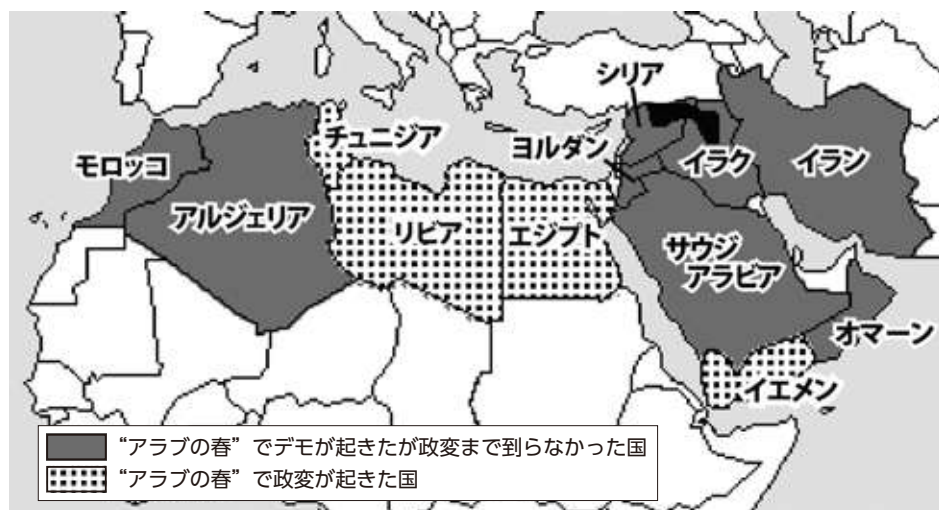 シリア
チュニジア
ヨルダン
モロッコ
イラク
イラン
アルジェリア
リビア
エジプト
サウジ
アラビア
オマーン
イエメン
“アラブの春”でデモが起きたが政変まで到らなかった国
“アラブの春”で政変が起きた国